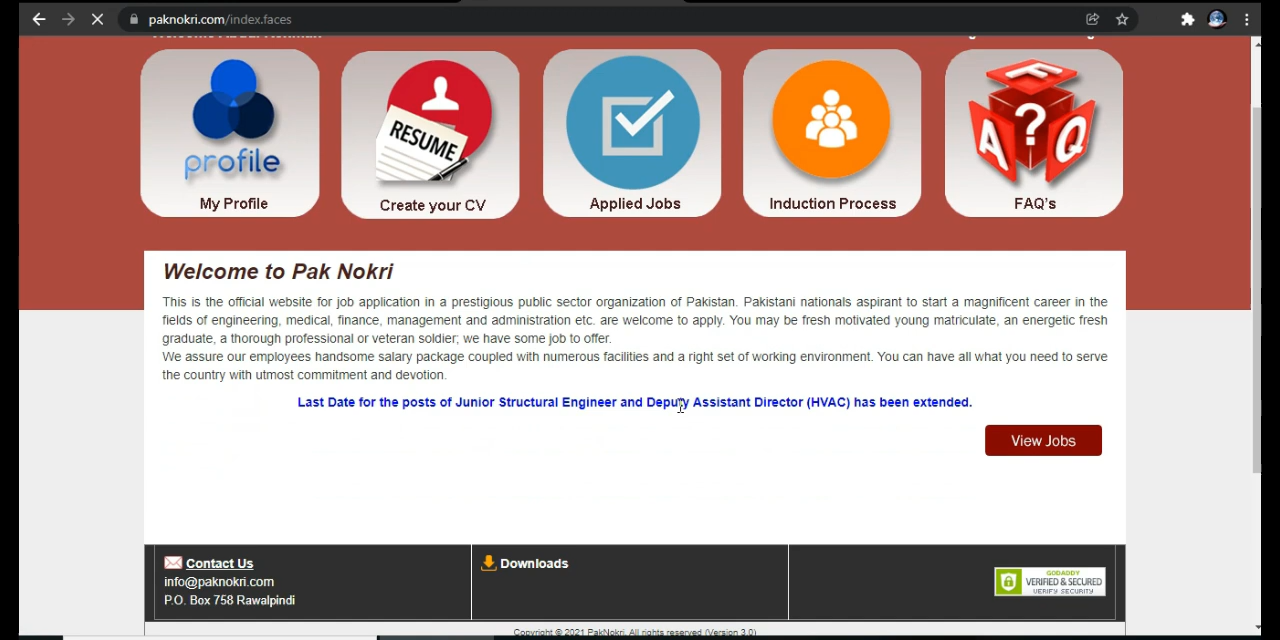 paknokri.com/index.faces
profile
RESUME
F
A ? Q
My Profile
Create your CV
Applied Jobs
Induction Process
FAQ's
Welcome to Pak Nokri
This is the official website for job application in a prestigious public sector organization of Pakistan. Pakistani nationals aspirant to start a magnificent career in the
fields of engineering, medical, finance, management and administration etc. are welcome to apply. You may be fresh motivated young matriculate, an energetic fresh
graduate, a thorough professional or veteran soldier; we have some job to offer.
We assure our employees handsome salary package coupled with numerous facilities and a right set of working environment. You can have all what you need to serve
the country with utmost commitment and devotion.
Last Date for the posts of Junior Structural Engineer and Deputy Assistant Director (HVAC) has been extended.
View Jobs
Contact Us
info@paknokri.com
P.O. Box 758 Rawalpindi
Downloads
GODADDY
VERIFIED & SECURED
VERIFY SECURITY
Copyright © 2021 PakNokri. All rights reserved (Version 3.0)